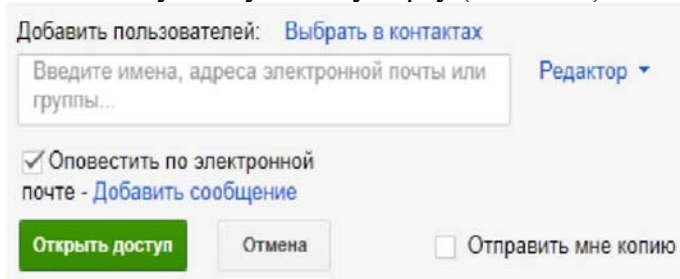 Добавить пользователей: Выбрать в контактах
Введите имена, адреса электронной почты или Редактор
группы...
Оповестить по электронной
почте - Добавить сообщение
Открыть доступ Отмена Отправить мне копию